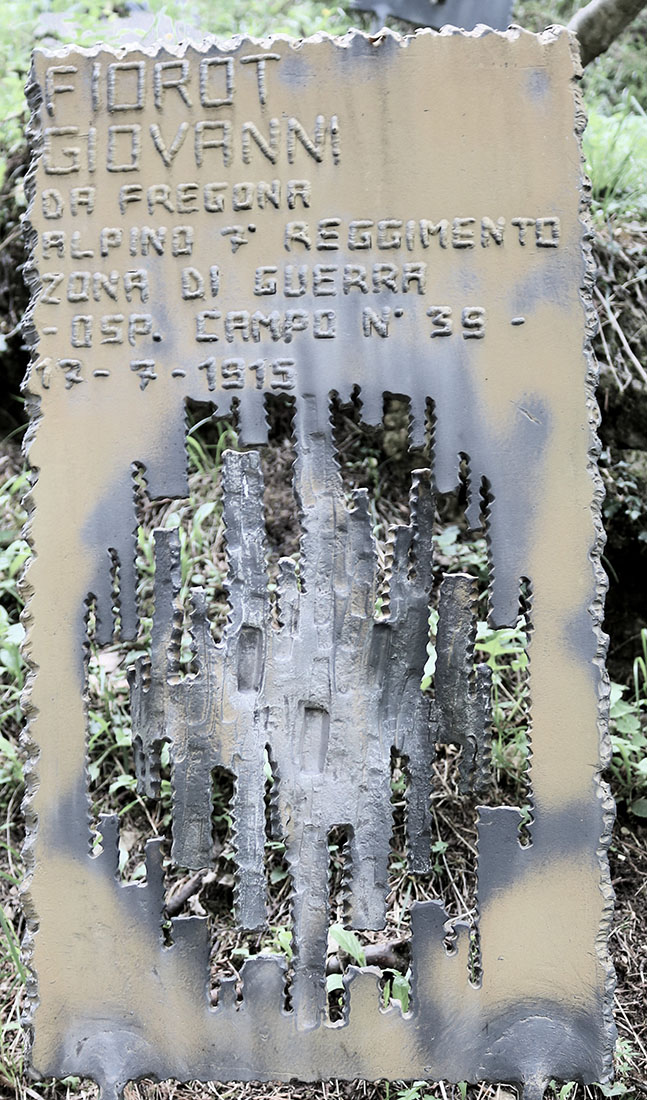 FIOROT
GIOVANNI
DA FREGONA
ALPINO 7° REGGIMENTO
ZONA DI GUERRA
- OSP. CAMPO N° 39 -
17 - 7 - 1915